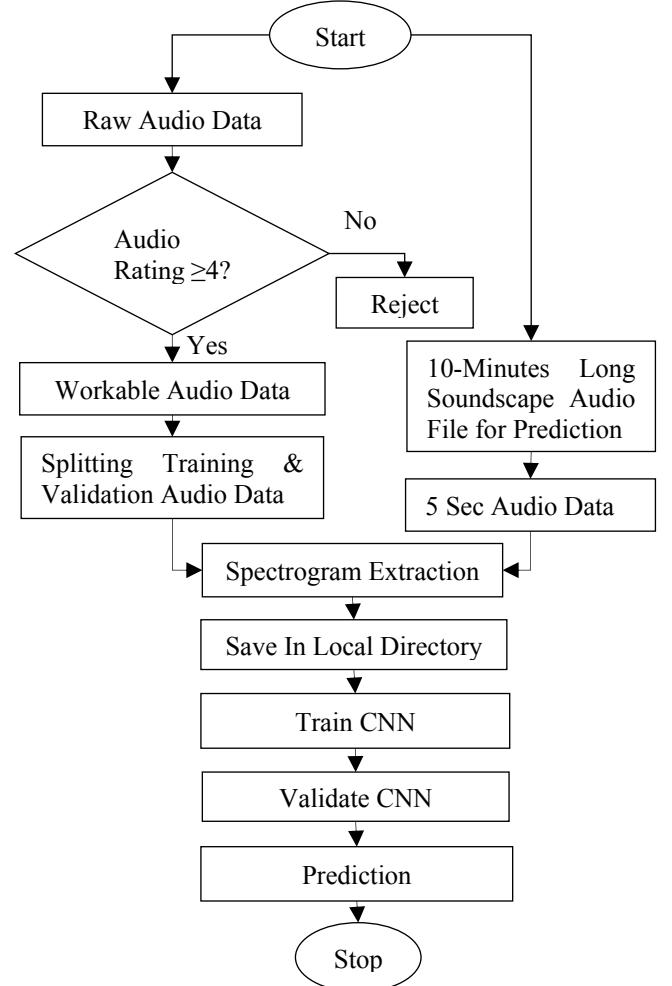 Start
Raw Audio Data
Audio
Rating ≥4?
No
Reject
Yes
Workable Audio Data
Splitting Training &
Validation Audio Data
10-Minutes Long
Soundscape Audio
File for Prediction
5 Sec Audio Data
Spectrogram Extraction
Save In Local Directory
Train CNN
Validate CNN
Prediction
Stop